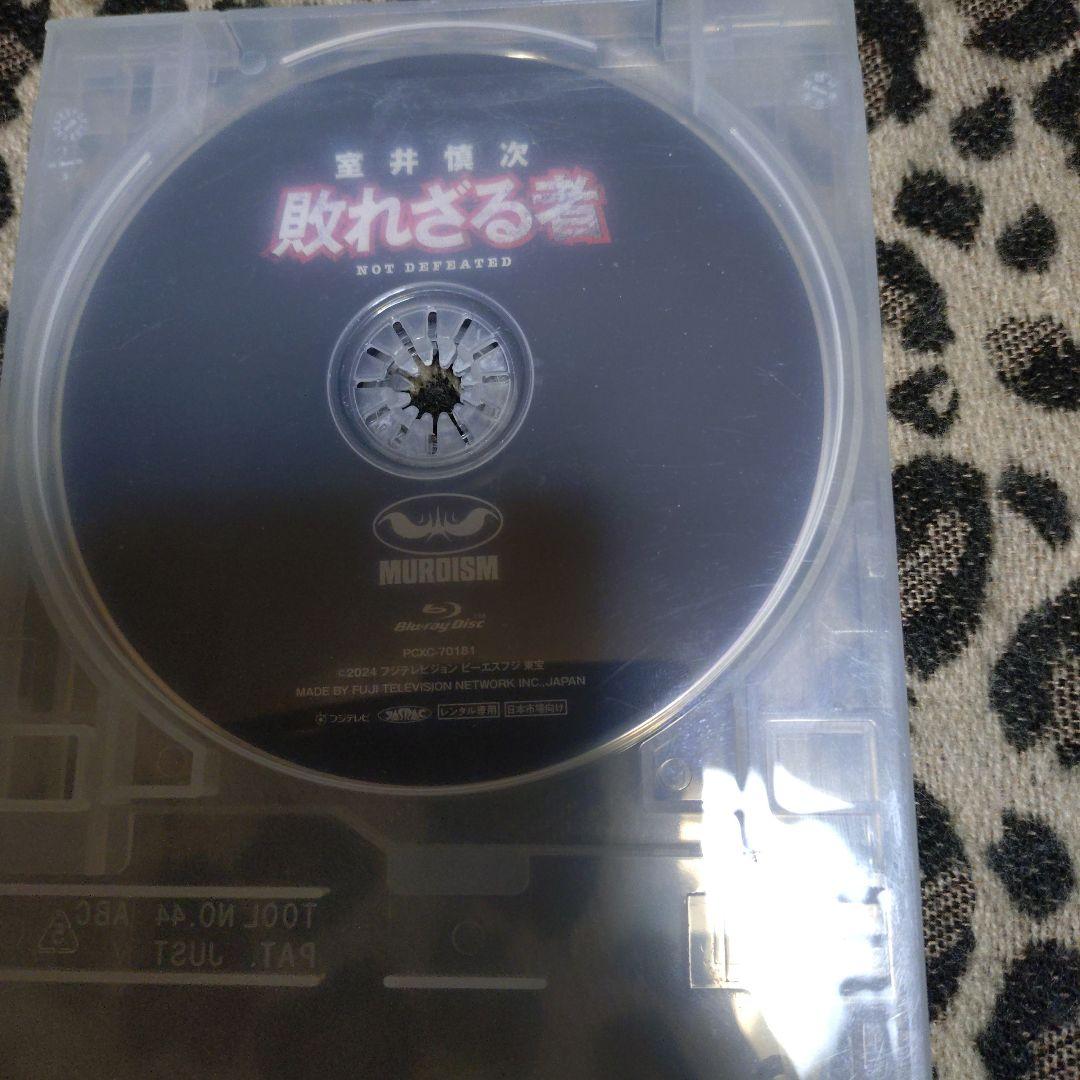 室井慎次
敗れざる者
NOT DEFEATED
MUROISM
Blu-ray Disc
PCXC-70181
©2024 フジテレビジョン ビーエスフジ 東宝
MADE BY FUJI TELEVISION NETWORK INC.,JAPAN
フジテレビ JASRAC レンタル専用 日本市場向け
TOOL NO.44 ABC
PAT. JUST V
5